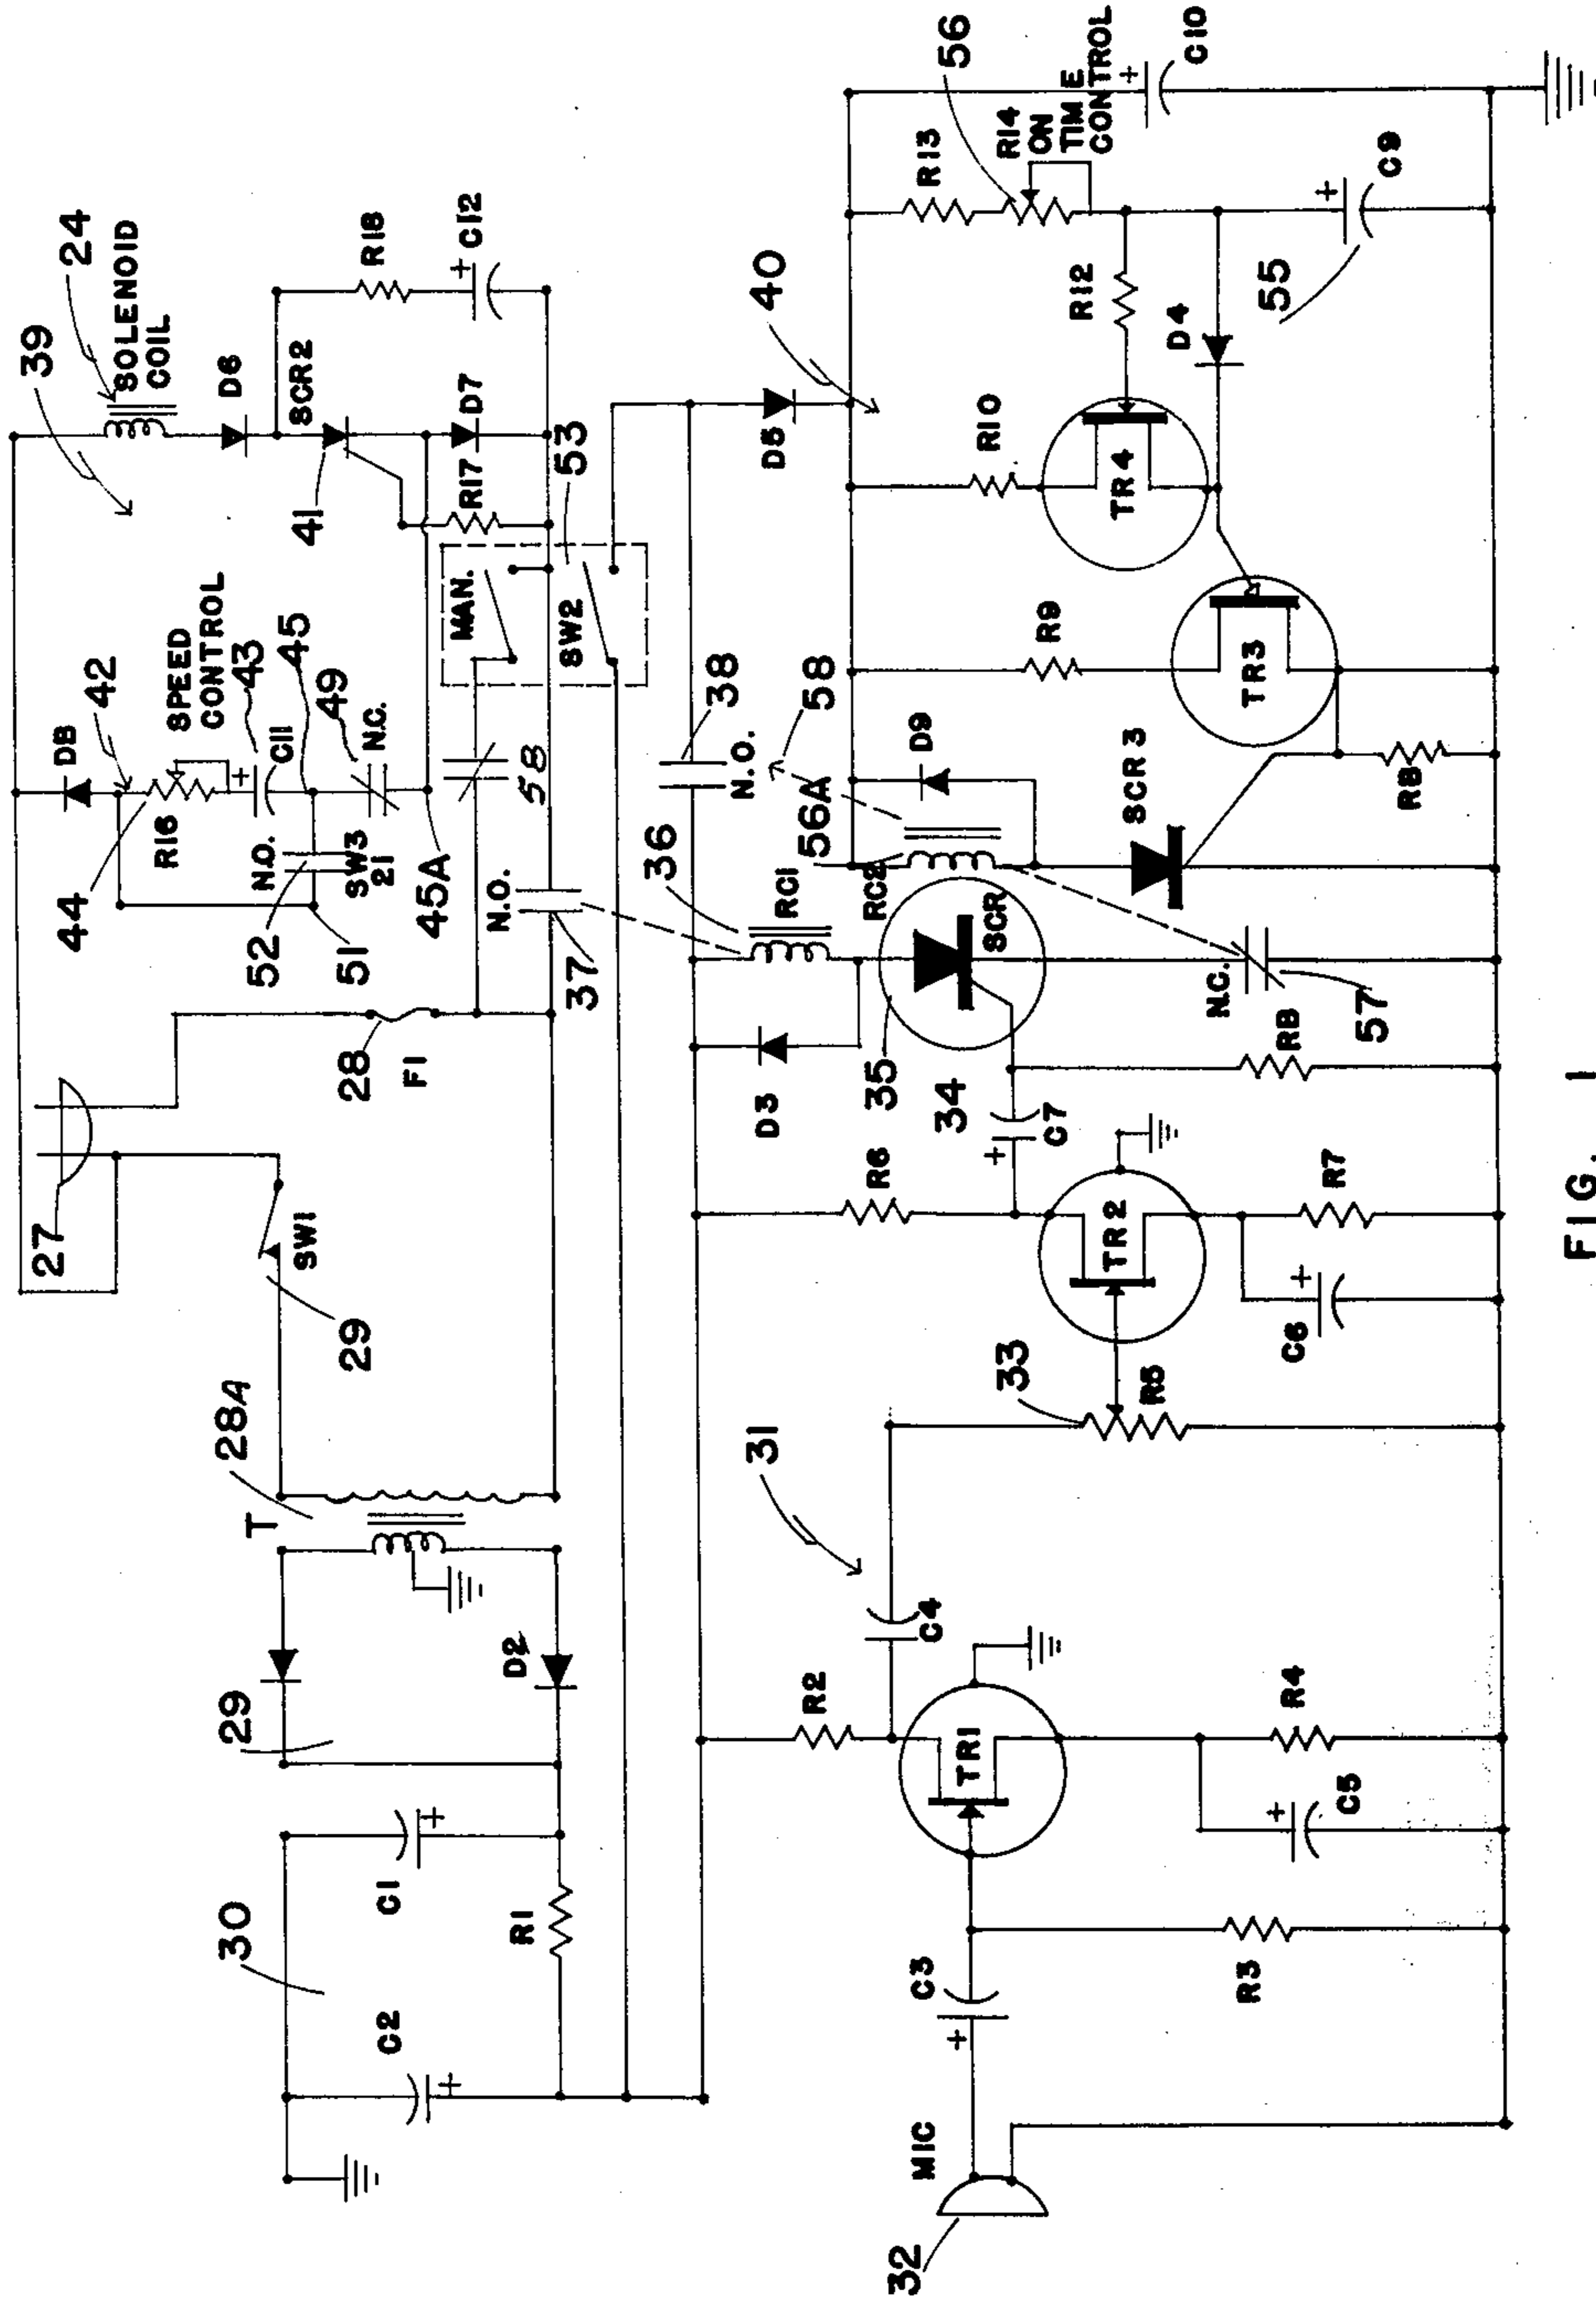 39
24
SOLENOID
COIL
27
42
D8
SPEED
CONTROL
43
45
49
N.C.
44
R16
C11
N.O.
SW3
21
52
51
45A
D6
SCR2
41
R18
+
C12
+
D7
R17
53
MAN.
SW2
58
N.O.
37
28
F1
SW1
29
28A
T
29
D2
30
C1
+
C2
+
R1
38
N.O.
36
RC1
58
56A
RC2
D9
D5
40
56
R13
R14
ON
TIME
CONTROL
+
C10
R12
R10
TR4
D4
55
+
C9
R9
TR3
SCR 3
R8
SCR
35
34
D3
N.C.
57
RB
R6
+
C7
TR2
R7
+
C6
33
R5
31
C4
R2
TR1
R4
+
C5
C3
+
R3
MIC
32
FIG. 1